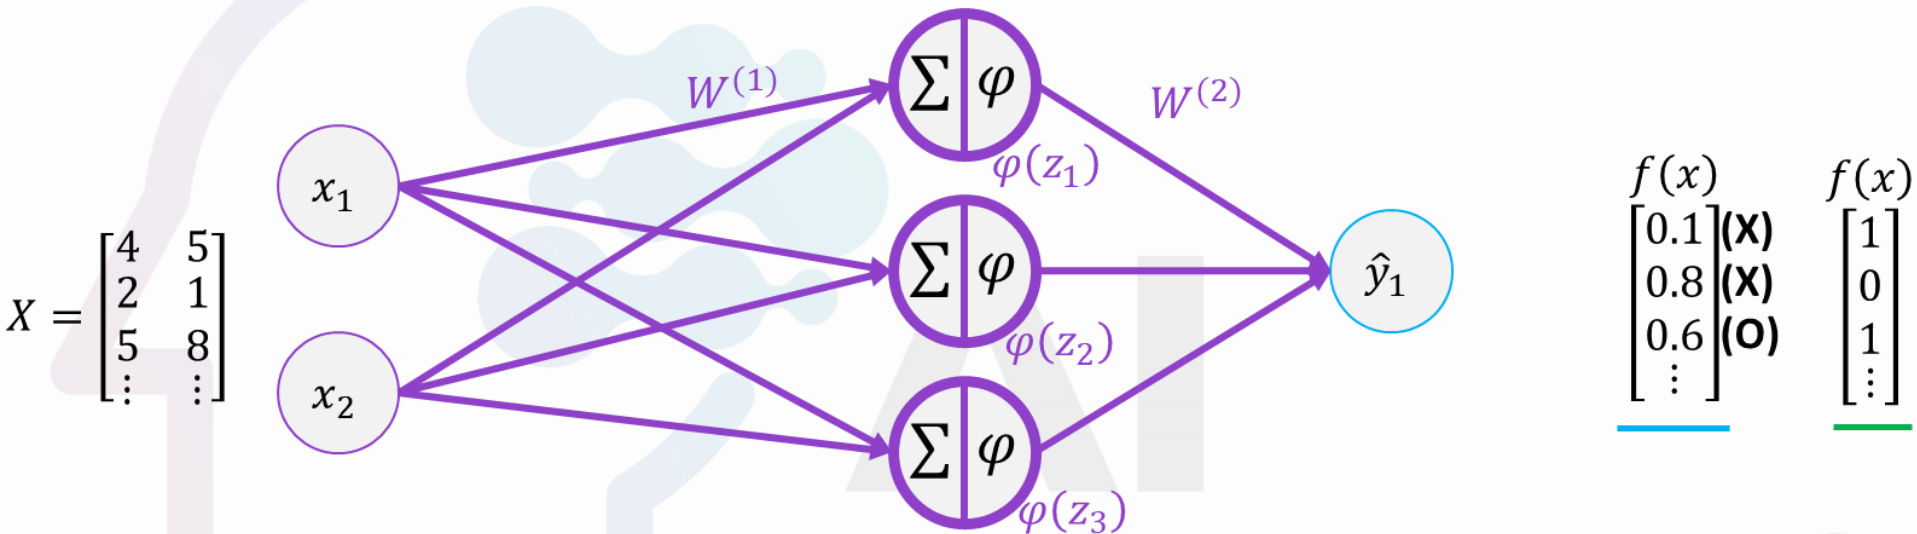 X =
4 5
2 1
5 8
⋮ ⋮
x₁
x₂
W⁽¹⁾
∑ φ
φ(z₁)
∑ φ
φ(z₂)
∑ φ
φ(z₃)
W⁽²⁾
ŷ₁
f(x)
0.1 (X)
0.8 (X)
0.6 (O)
⋮
f(x)
1
0
1
⋮
AI